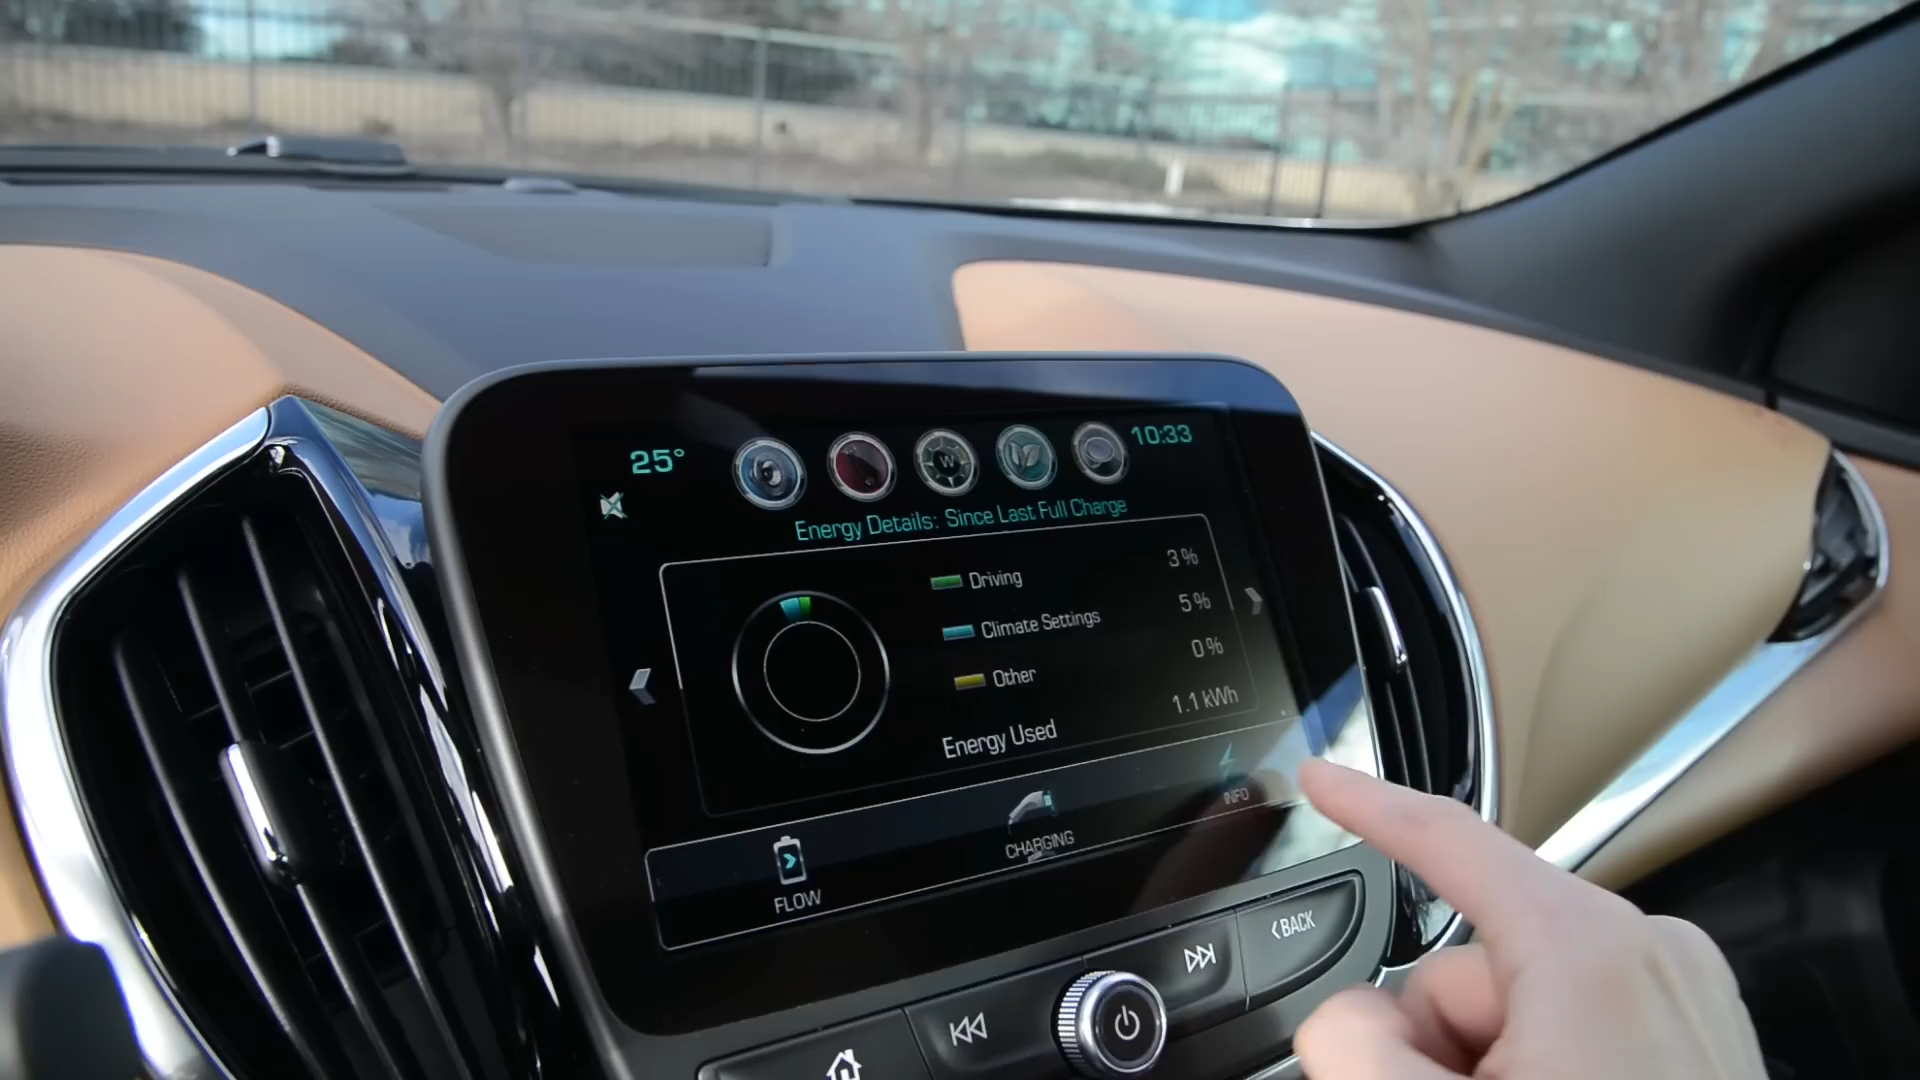 25° W 10:33
Energy Details: Since Last Full Charge
Driving 3%
Climate Settings 5%
Other 0%
Energy Used 1.1 kWh
FLOW CHARGING INFO
BACK